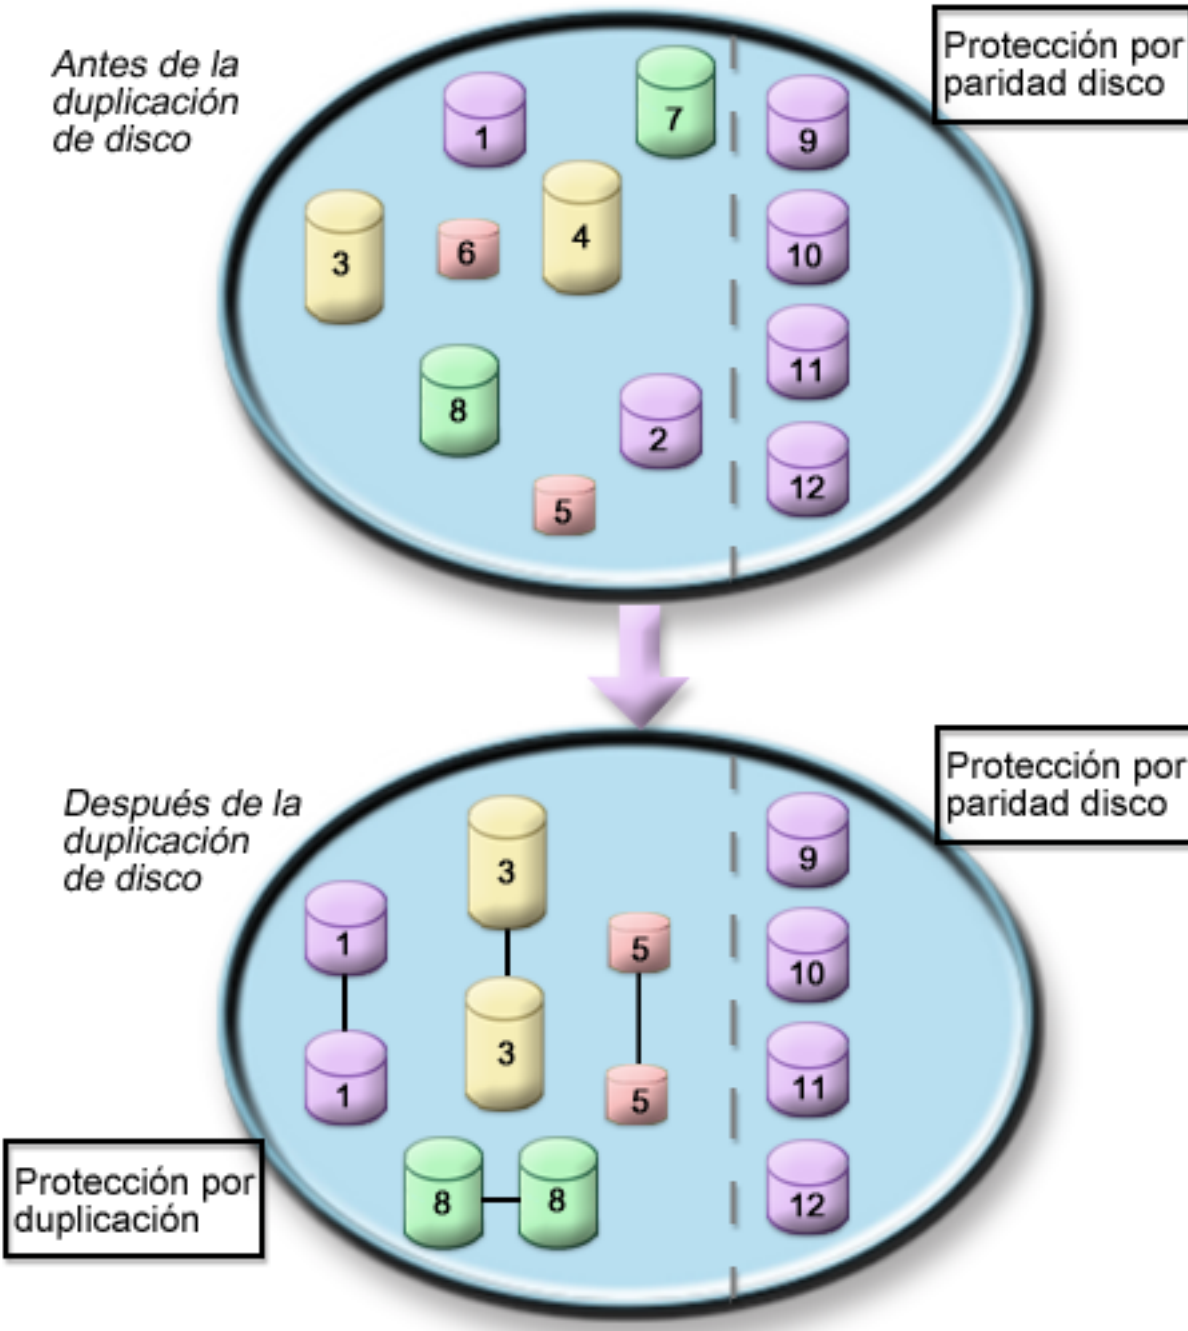 Antes de la
duplicación
de disco
Protección por
paridad disco
1
7
9
3
6
4
10
8
2
11
5
12
Después de la
duplicación
de disco
Protección por
paridad disco
3
9
1
5
10
3
1
5
11
Protección por
duplicación
8
8
12